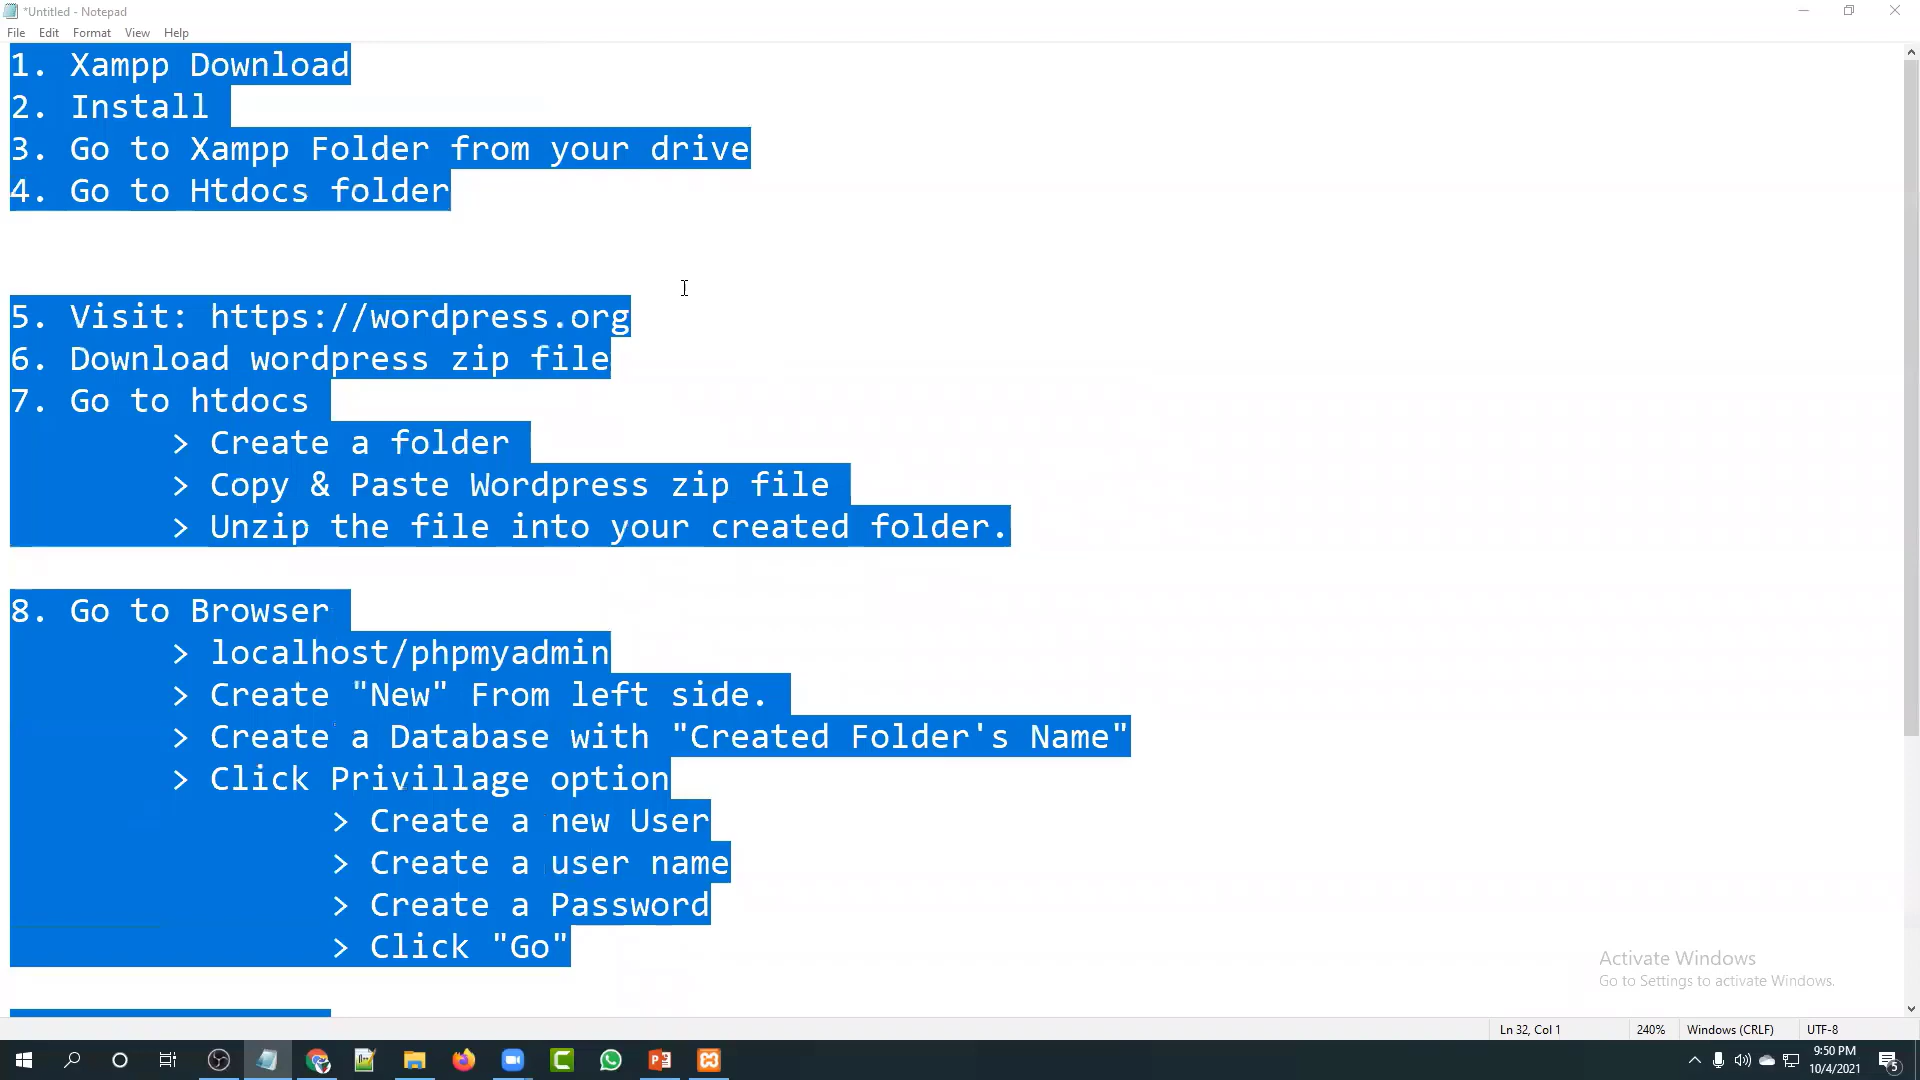 *Untitled - Notepad
File Edit Format View Help
1. Xampp Download
2. Install
3. Go to Xampp Folder from your drive
4. Go to Htdocs folder
5. Visit: https://wordpress.org
6. Download wordpress zip file
7. Go to htdocs
> Create a folder
> Copy & Paste Wordpress zip file
> Unzip the file into your created folder.
8. Go to Browser
> localhost/phpmyadmin
> Create "New" From left side.
> Create a Database with "Created Folder's Name"
> Click Privillage option
> Create a new User
> Create a user name
> Create a Password
> Click "Go"
Activate Windows
Go to Settings to activate Windows.
Ln 32, Col 1 240% Windows (CRLF) UTF-8
9:50 PM
10/4/2021
5